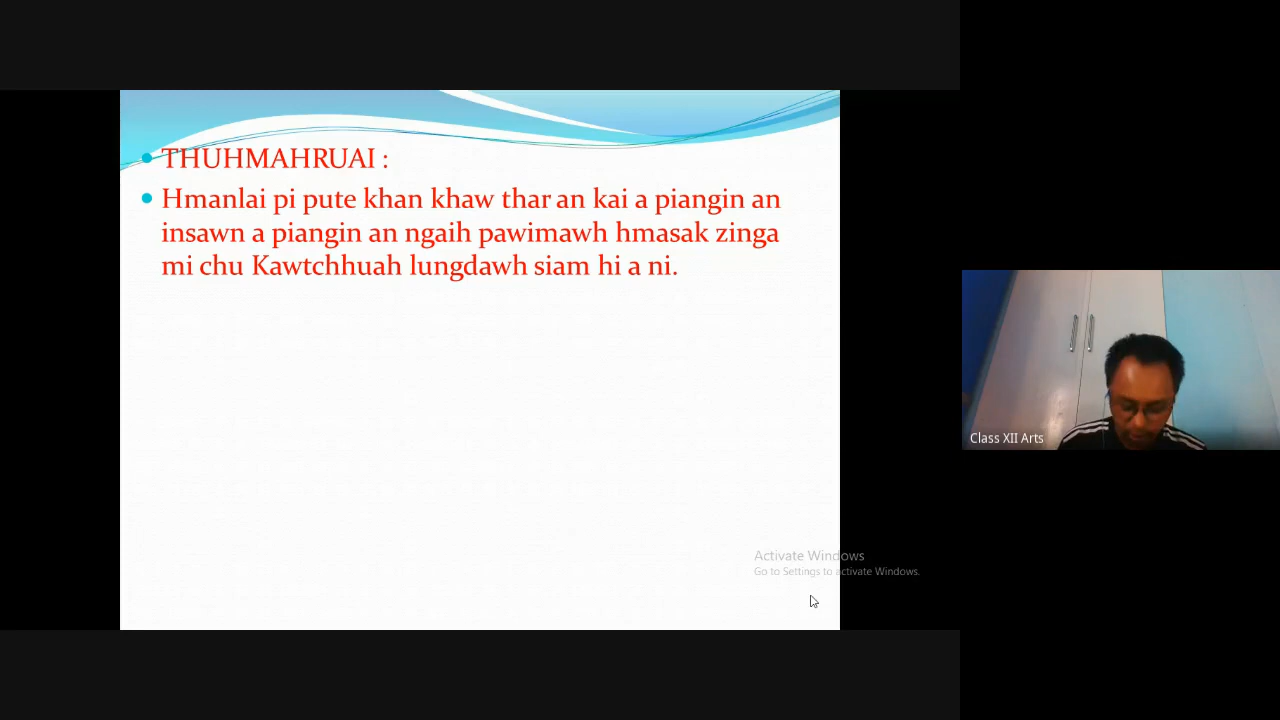 THUHMAHRUAI :
Hmanlai pi pute khan khaw thar an kai a piangin an
insawn a piangin an ngaih pawimawh hmasak zinga
mi chu Kawtchhuah lungdawh siam hi a ni.
Class XII Arts
Activate Windows
Go to Settings to activate Windows.